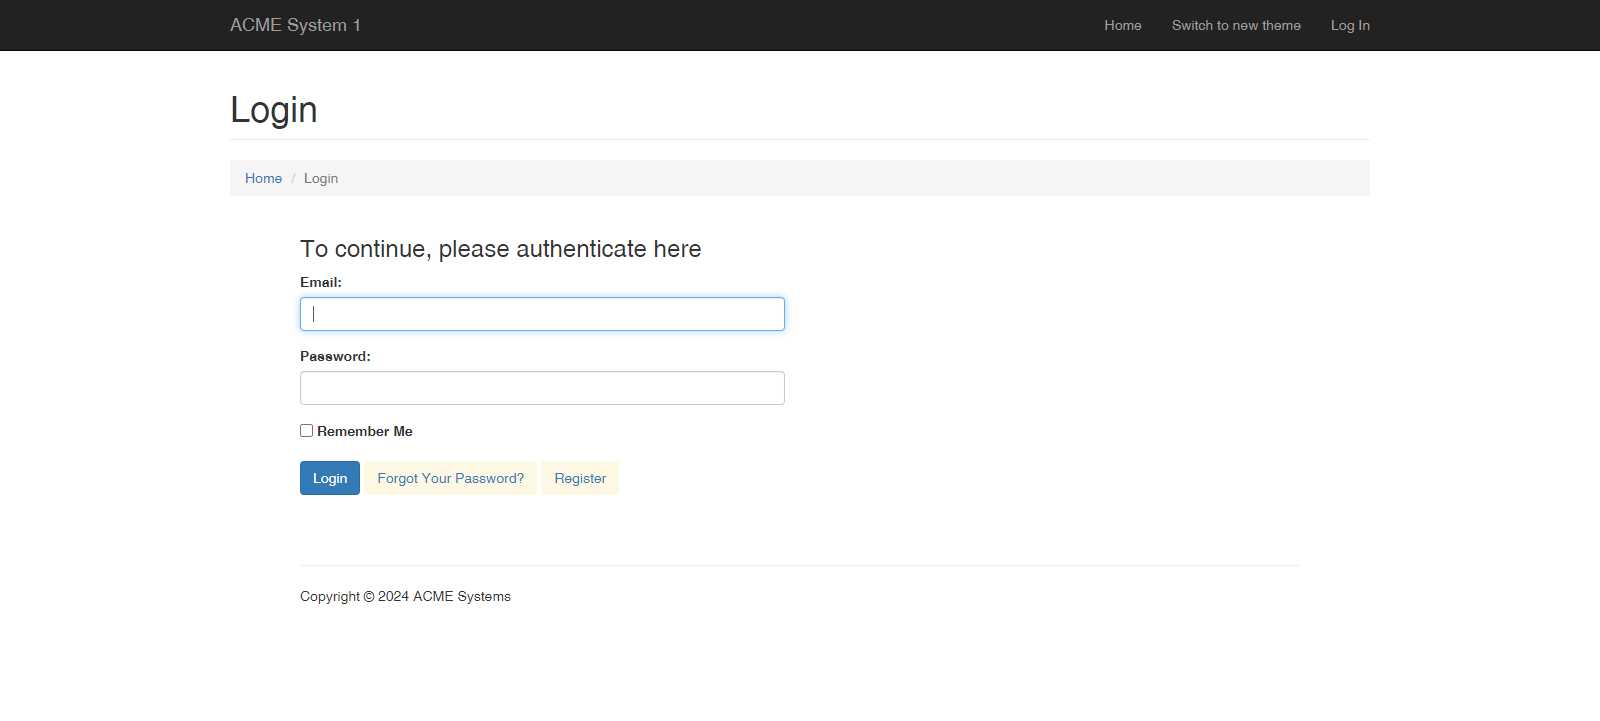 ACME System 1 Home Switch to new theme Log In
Login
Home / Login
To continue, please authenticate here
Email:
Password:
Remember Me
Login Forgot Your Password? Register
Copyright © 2024 ACME Systems